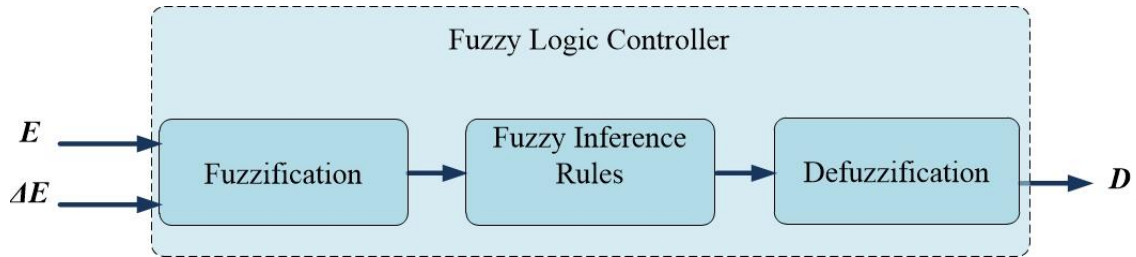 Fuzzy Logic Controller
E
ΔE
Fuzzification
Fuzzy Inference
Rules
Defuzzification
D